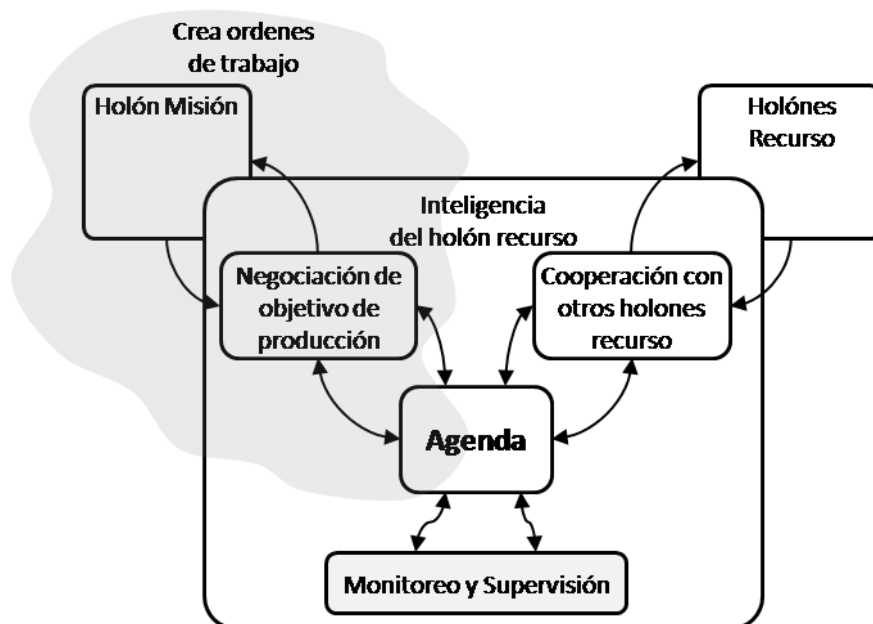 Crea ordenes
de trabajo
Holón Misión
Holónes
Recurso
Inteligencia
del holón recurso
Negociación de
objetivo de
producción
Cooperación con
otros holones
recurso
Agenda
Monitoreo y Supervisión